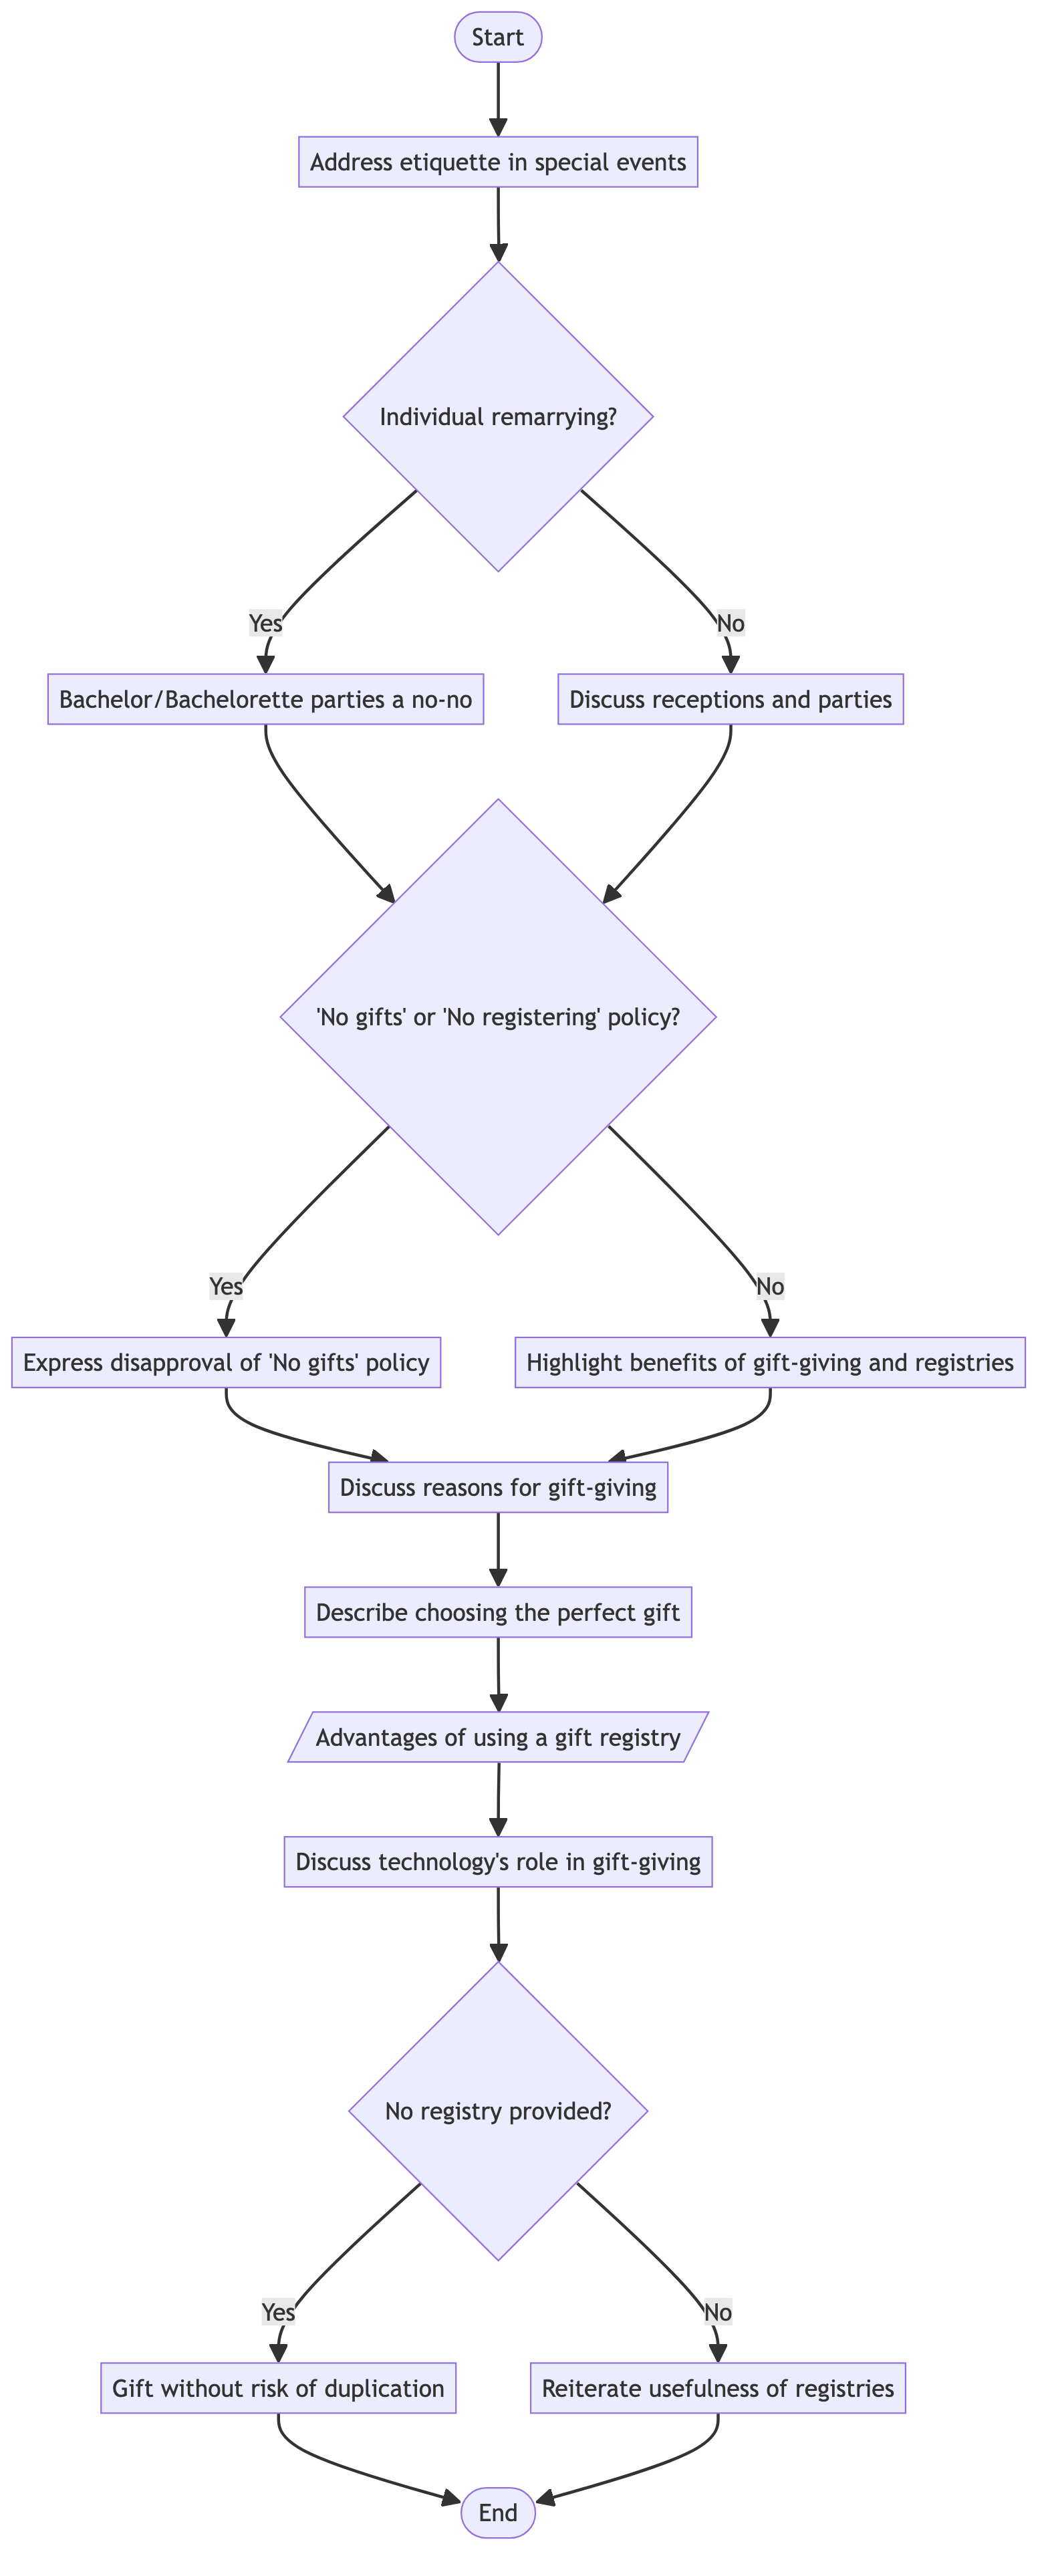 Start
Address etiquette in special events
Individual remarrying?
Yes
No
Bachelor/Bachelorette parties a no-no
Discuss receptions and parties
'No gifts' or 'No registering' policy?
Yes
No
Express disapproval of 'No gifts' policy
Highlight benefits of gift-giving and registries
Discuss reasons for gift-giving
Describe choosing the perfect gift
Advantages of using a gift registry
Discuss technology's role in gift-giving
No registry provided?
Yes
No
Gift without risk of duplication
Reiterate usefulness of registries
End